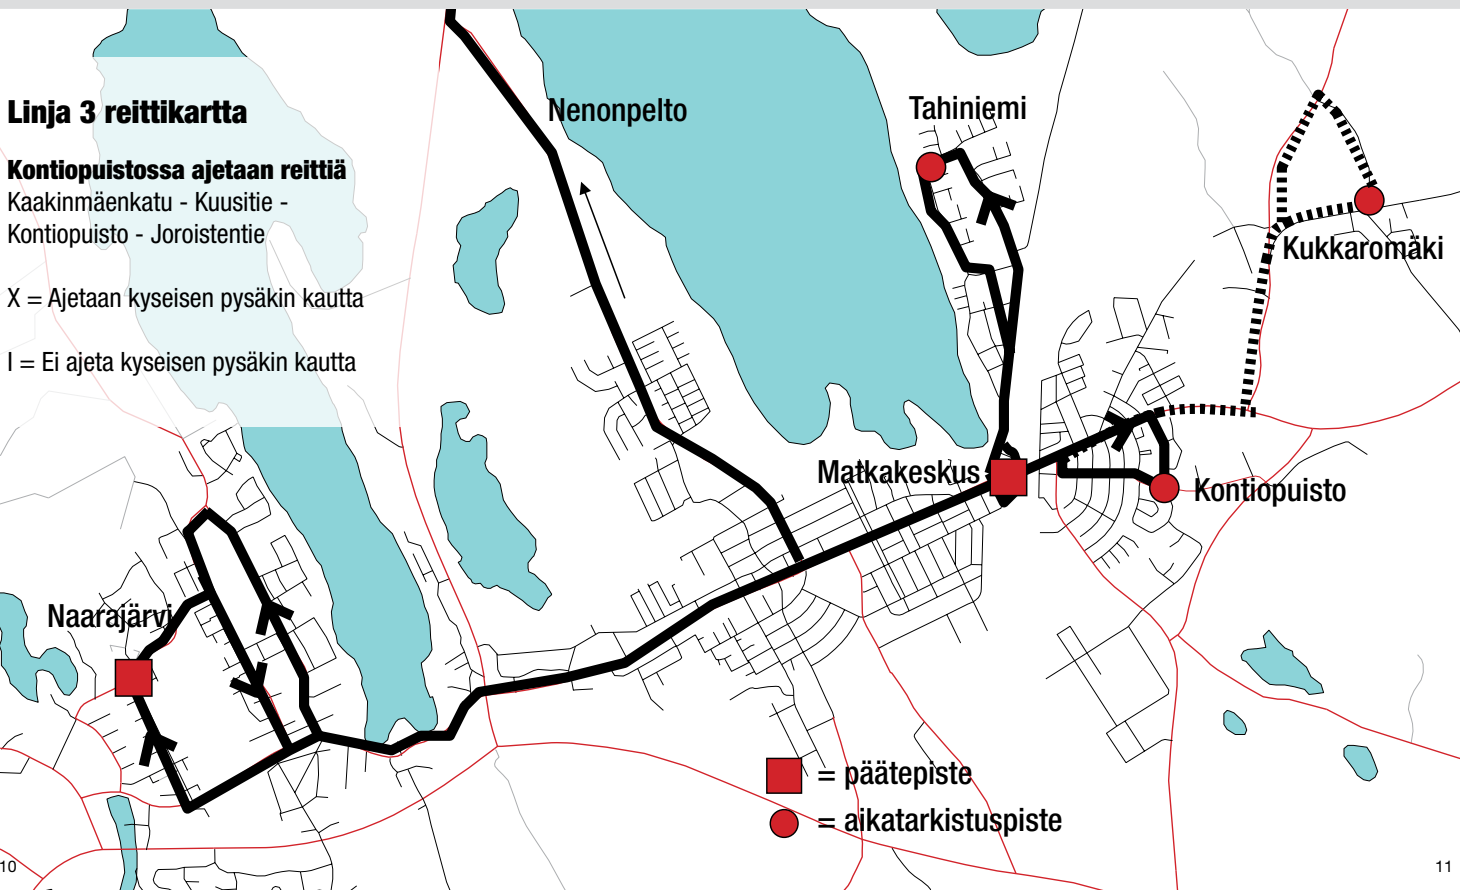 Linja 3 reittikartta
Kontiopuistossa ajetaan reittiä
Kaakinmäenkatu - Kuusitie -
Kontiopuisto - Joroistentie
X = Ajetaan kyseisen pysäkin kautta
I = Ei ajeta kyseisen pysäkin kautta
Nenonpelto
Tahiniemi
Kukkaromäki
Matkakeskus
Kontiopuisto
Naarajärvi
= päätepiste
= aikatarkistuspiste
10
11